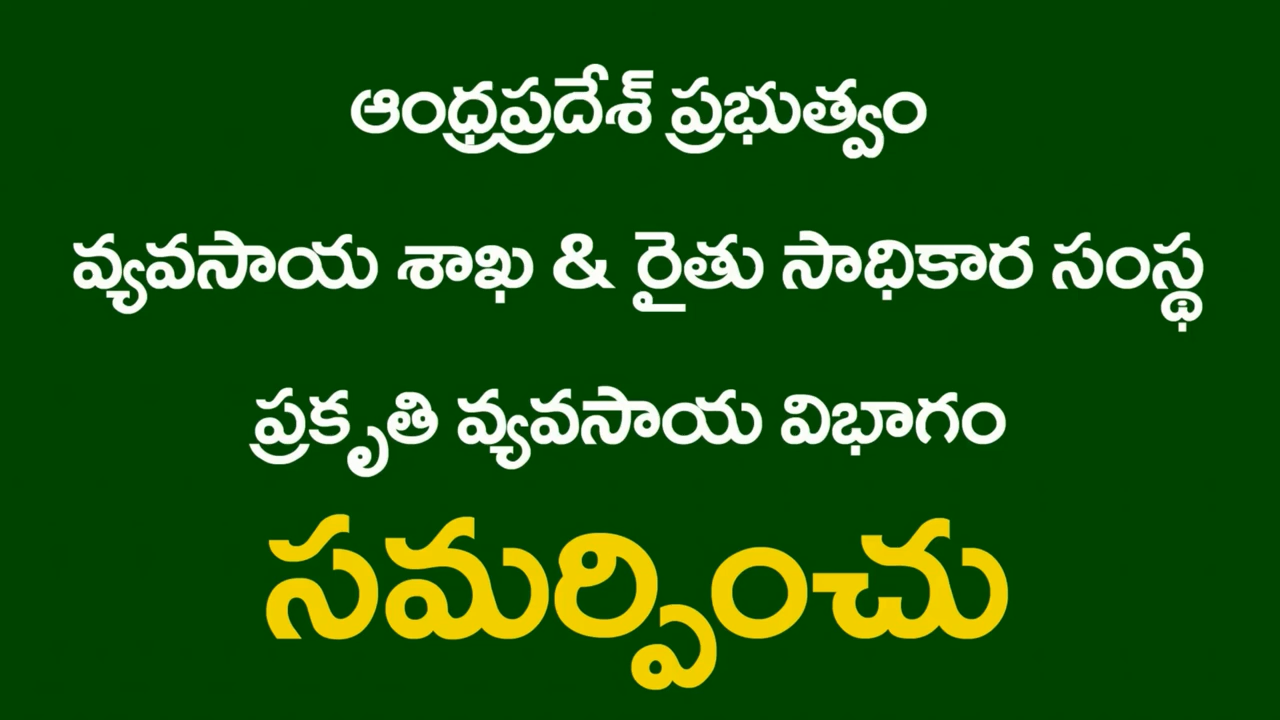 ఆంధ్రప్రదేశ్ ప్రభుత్వం
వ్యవసాయ శాఖ & రైతు సాధికార సంస్థ
ప్రకృతి వ్యవసాయ విభాగం
సమర్పించు